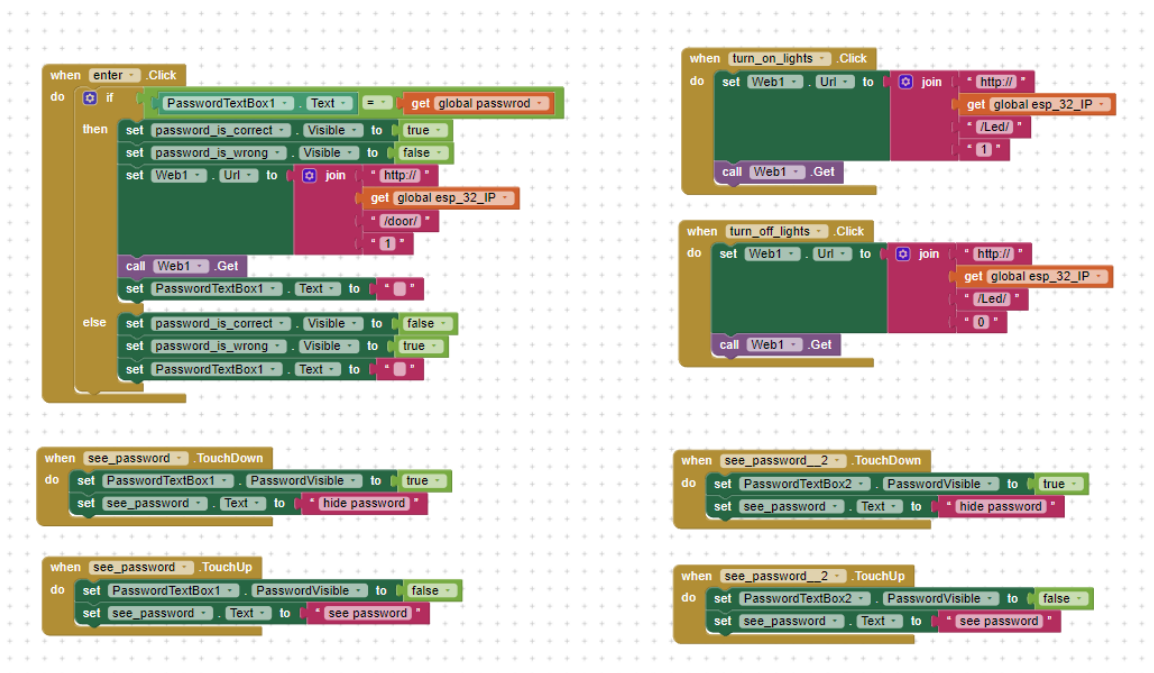 when enter .Click
do if PasswordTextBox1 . Text = get global passwrod
then set password_is_correct . Visible to true
set password_is_wrong . Visible to false
set Web1 . Url to join " http:// "
get global esp_32_IP
" /door/ "
" 1 "
call Web1 .Get
set PasswordTextBox1 . Text to " "
else set password_is_correct . Visible to false
set password_is_wrong . Visible to true
set PasswordTextBox1 . Text to " "
when see_password .TouchDown
do set PasswordTextBox1 . PasswordVisible to true
set see_password . Text to " hide password "
when see_password .TouchUp
do set PasswordTextBox1 . PasswordVisible to false
set see_password . Text to " see password "
when turn_on_lights .Click
do set Web1 . Url to join " http:// "
get global esp_32_IP
" /Led/ "
" 1 "
call Web1 .Get
when turn_off_lights .Click
do set Web1 . Url to join " http:// "
get global esp_32_IP
" /Led/ "
" 0 "
call Web1 .Get
when see_password__2 .TouchDown
do set PasswordTextBox2 . PasswordVisible to true
set see_password . Text to " hide password "
when see_password__2 .TouchUp
do set PasswordTextBox2 . PasswordVisible to false
set see_password . Text to " see password "